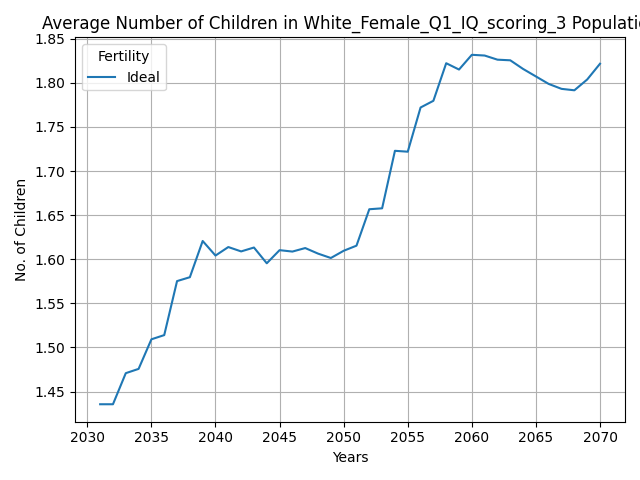 Average Number of Children in White_Female_Q1_IQ_scoring_3 Populatio
Fertility
Ideal
No. of Children
1.85
1.80
1.75
1.70
1.65
1.60
1.55
1.50
1.45
2030 2035 2040 2045 2050 2055 2060 2065 2070
Years